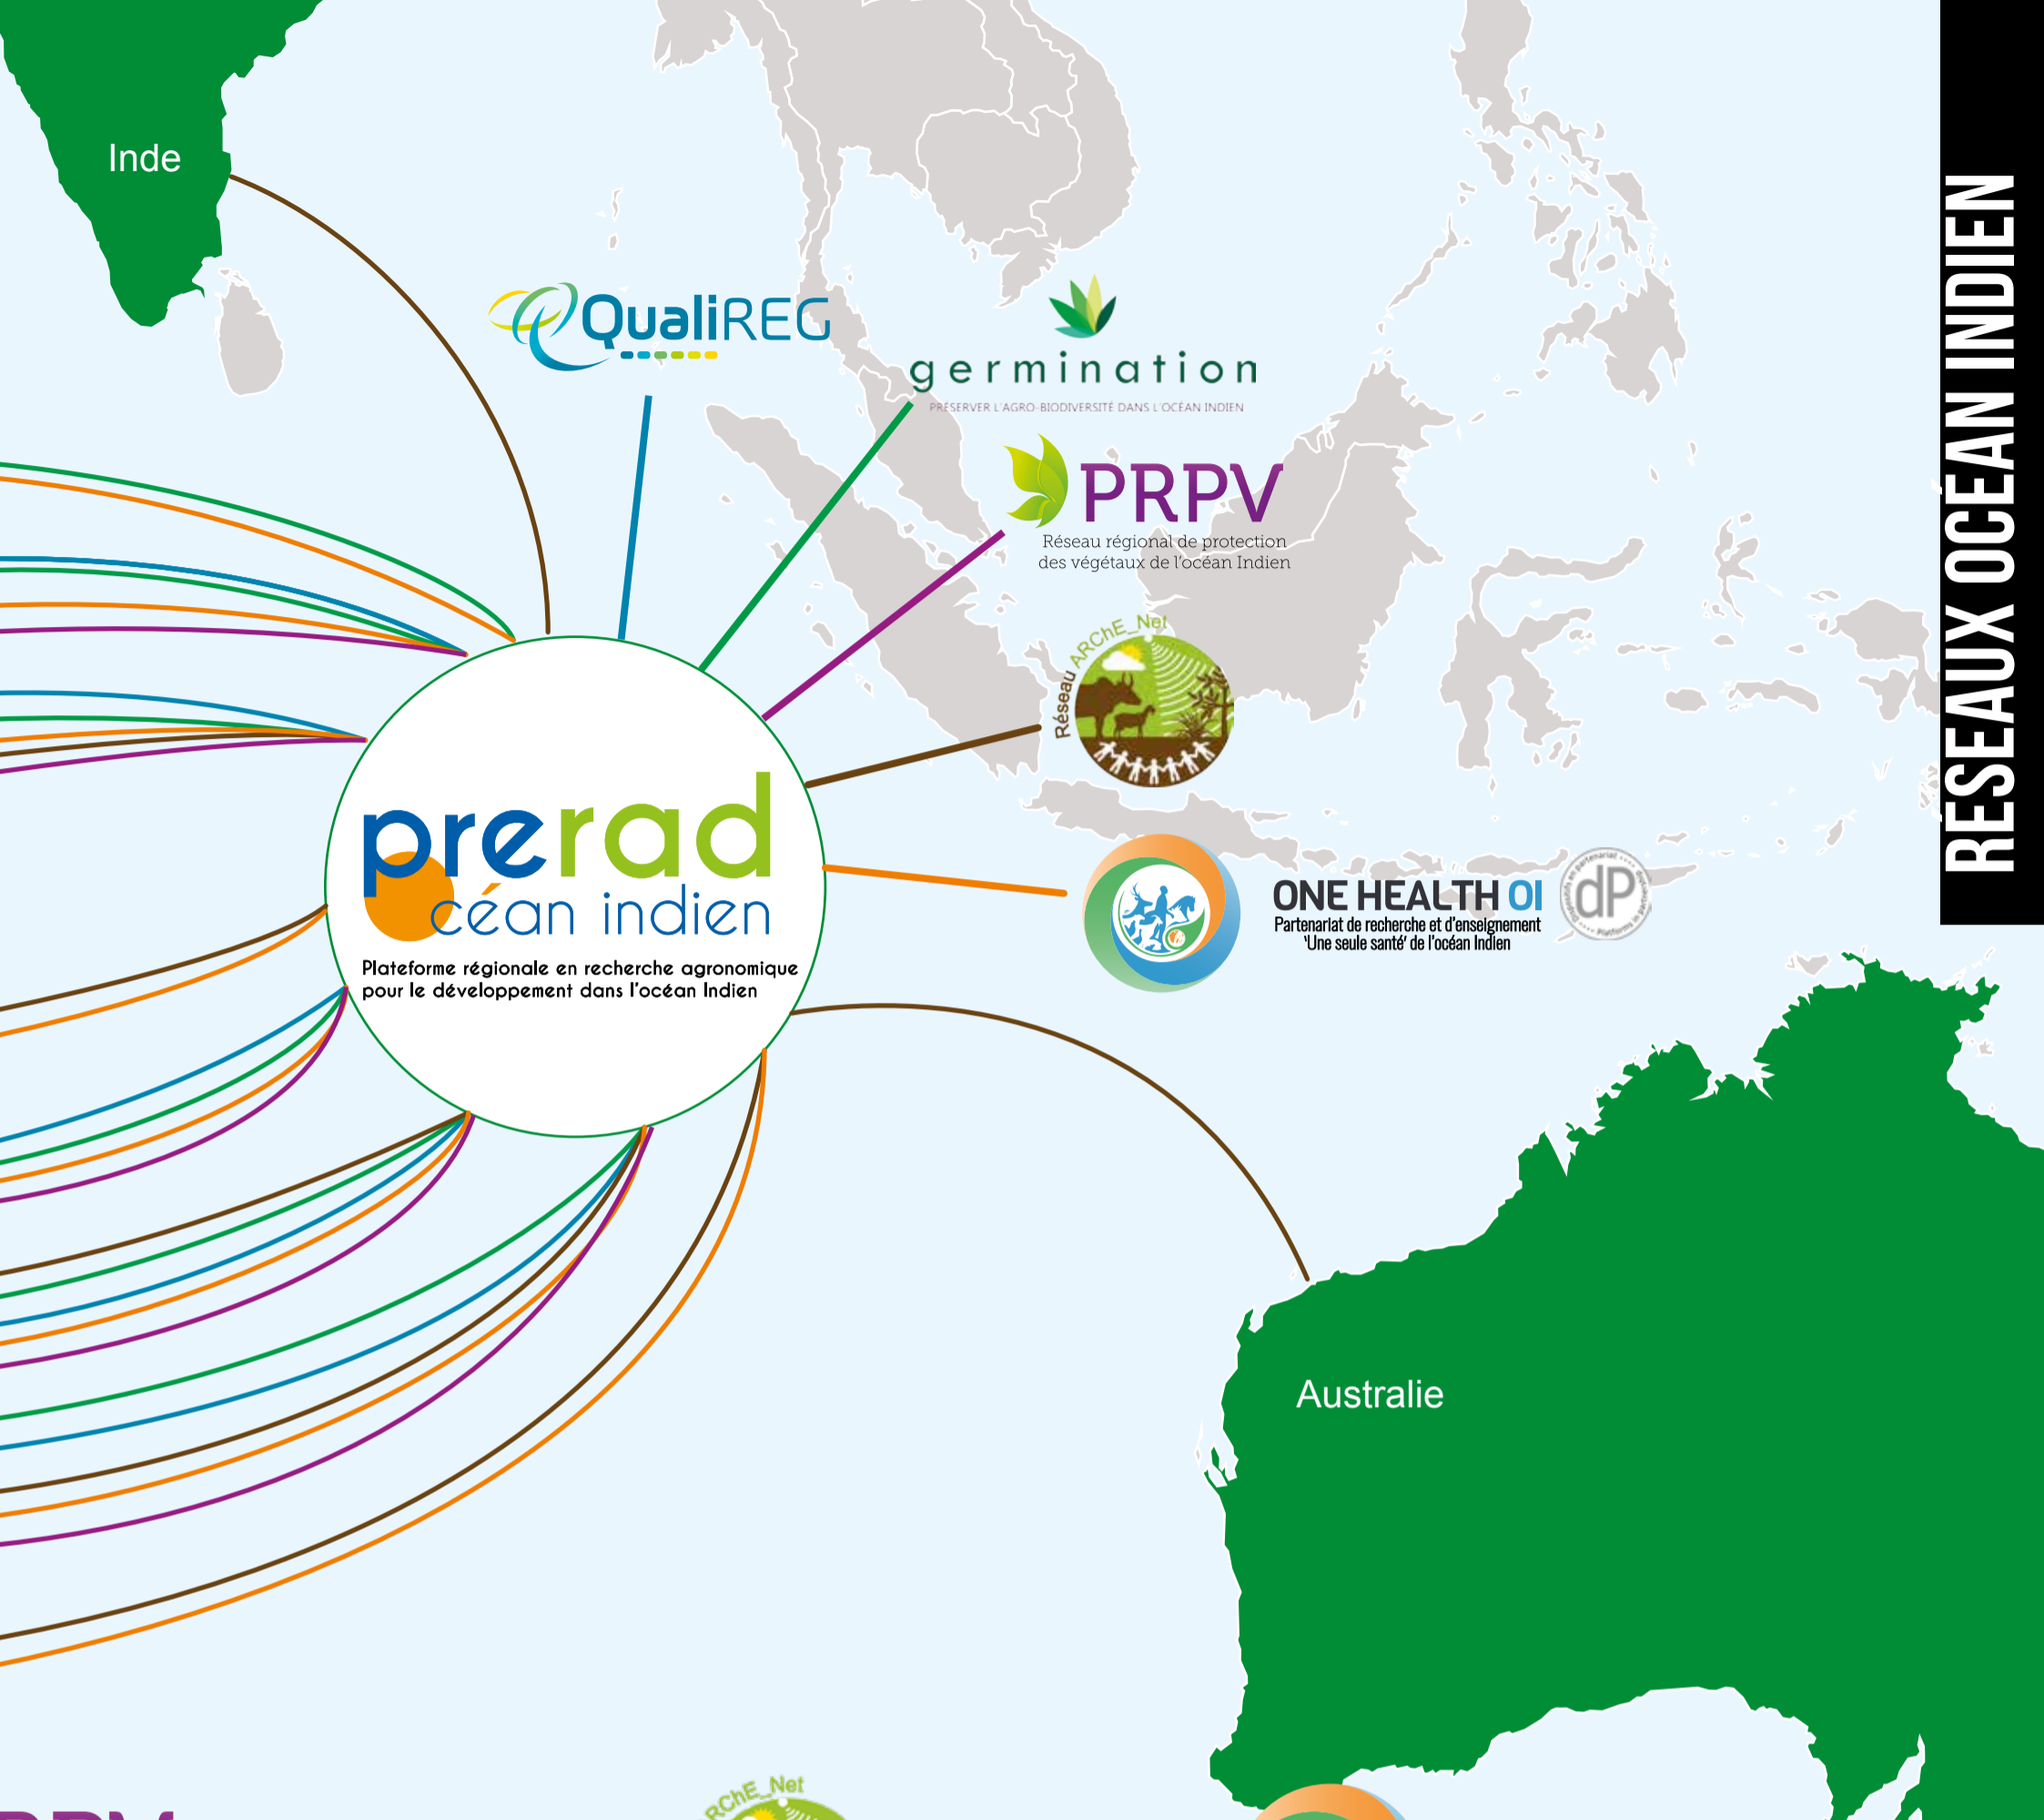 Inde
QualiREG
germination
PRÉSERVER L'AGRO-BIODIVERSITÉ DANS L'OCÉAN INDIEN
PRPV
Réseau régional de protection
des végétaux de l'océan Indien
Réseau ARChE_Net
prerad
océan indien
Plateforme régionale en recherche agronomique
pour le développement dans l'océan Indien
ONE HEALTH OI
Partenariat de recherche et d'enseignement
'Une seule santé' de l'océan Indien
dP
Australie
RESEAUX OCEAN INDIEN
RChE_Net